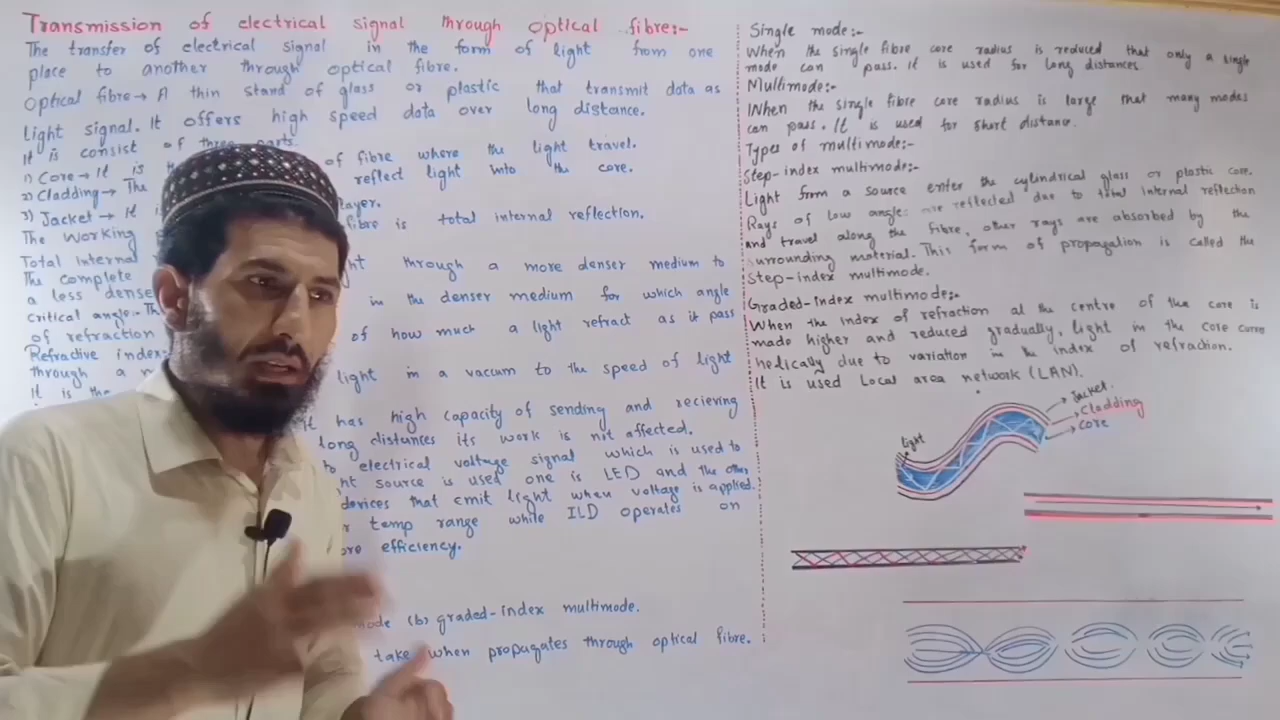 Transmission of electrical signal through optical fibre:-
The transfer of electrical signal in the form of light from one
place to another through optical fibre.
Optical fibre → A thin stand of glass or plastic that transmit data as
light signal. It offers high speed data over long distance.
It is consist of three parts.
1) Core → It is of fibre where the light travel.
2) Cladding → The reflect light into the core.
3) Jacket → It layer.
The working fibre is total internal reflection.
Total Internal through a more denser medium to
a less dense
The complete in the denser medium for which angle
critical angle.
of refraction of how much a light refract as it pass
Refractive index:-
through a light in a vacum to the speed of light
It is the
it has high capacity of sending and recieving
long distances its work is not affected.
to electrical voltage signal which is used to
source is used one is LED and the other
devices that emit light when voltage is applied.
temp range while ILD operates on
efficiency.
mode (b) graded-index multimode.
take when propagates through optical fibre.
Single mode:-
When the single fibre core radius is reduced that only a single
mode can pass. It is used for long distances
Multimode:-
When the single fibre core radius is large that many modes
can pass. It is used for short distance.
Types of multimode:-
Step-index multimode:-
Light from a source enter the cylindrical glass or plastic core.
Rays of low angle: are reflected due to total internal reflection
and travel along the fibre, other rays are absorbed by the
surrounding material. This form of propagation is called the
step-index multimode.
Graded-index multimode:-
When the index of refraction at the centre of the core is
made higher and reduced gradually, light in the core curve
helically due to variation in the index of refraction.
It is used Local area network (LAN).
Jacket.
Cladding
core
light